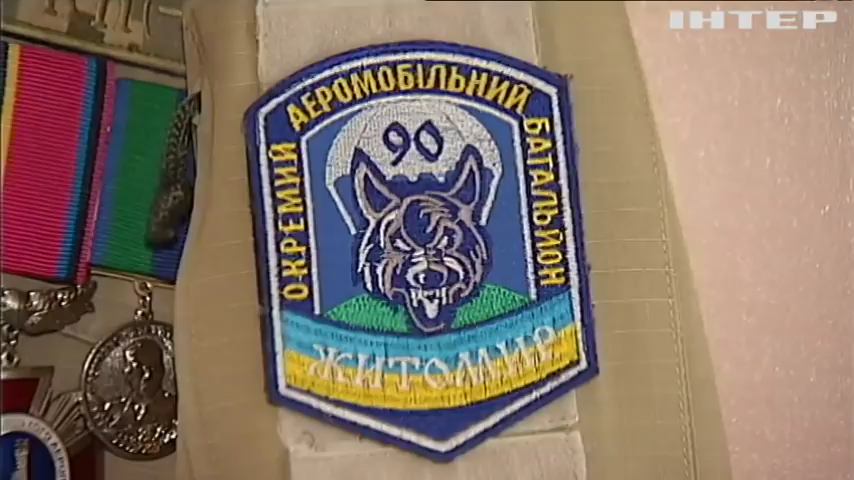 ІНТЕР
ОКРЕМИЙ АЕРОМОБІЛЬНИЙ БАТАЛЬЙОН
90
ЖИТОМИР